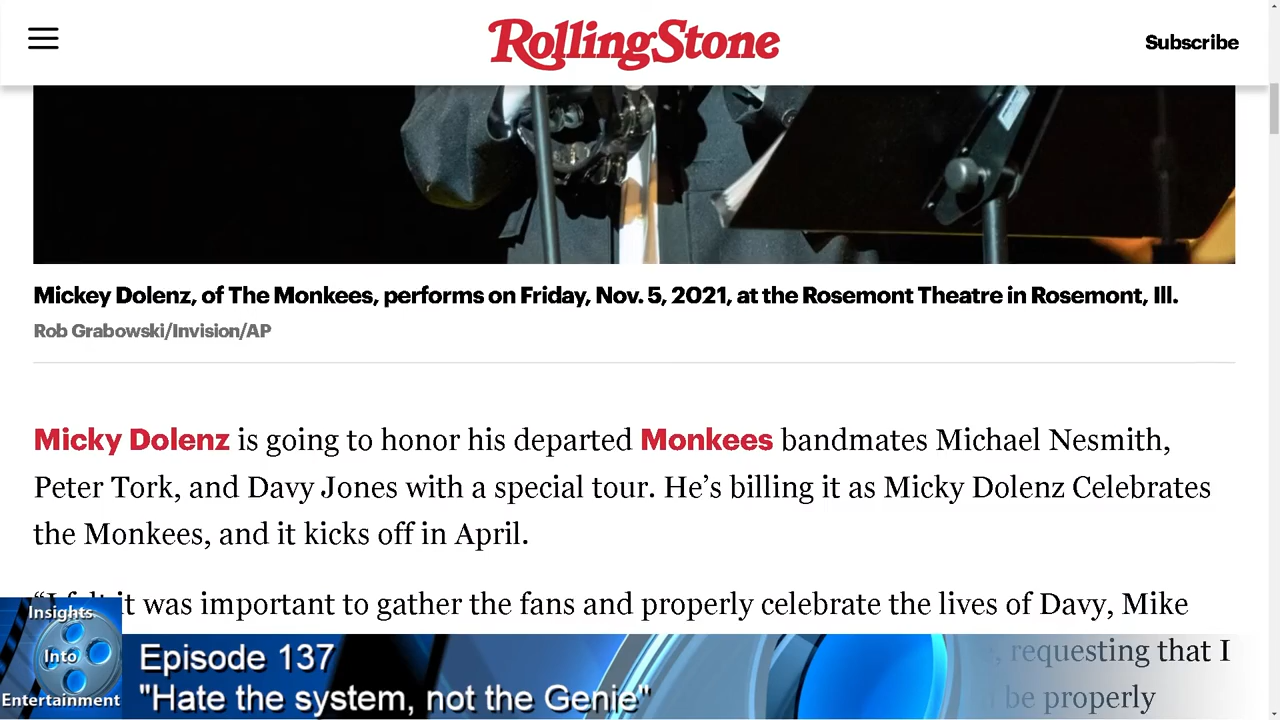 RollingStone
Subscribe
Mickey Dolenz, of The Monkees, performs on Friday, Nov. 5, 2021, at the Rosemont Theatre in Rosemont, Ill.
Rob Grabowski/Invision/AP
Micky Dolenz is going to honor his departed Monkees bandmates Michael Nesmith,
Peter Tork, and Davy Jones with a special tour. He’s billing it as Micky Dolenz Celebrates
the Monkees, and it kicks off in April.
“I felt it was important to gather the fans and properly celebrate the lives of Davy, Mike
requesting that I
be properly
Insights
Into
Entertainment
Episode 137
"Hate the system, not the Genie"